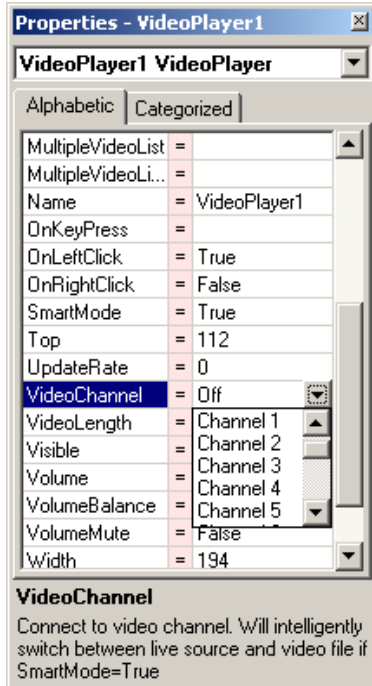 Properties - VideoPlayer1
VideoPlayer1 VideoPlayer
Alphabetic Categorized
MultipleVideoList =
MultipleVideoLi... =
Name = VideoPlayer1
OnKeyPress =
OnLeftClick = True
OnRightClick = False
SmartMode = True
Top = 112
UpdateRate = 0
VideoChannel = Off
VideoLength = Channel 1
Visible = Channel 2
Channel 3
Volume = Channel 4
VolumeBalance = Channel 5
VolumeMute = False
Width = 194
VideoChannel
Connect to video channel. Will intelligently
switch between live source and video file if
SmartMode=True